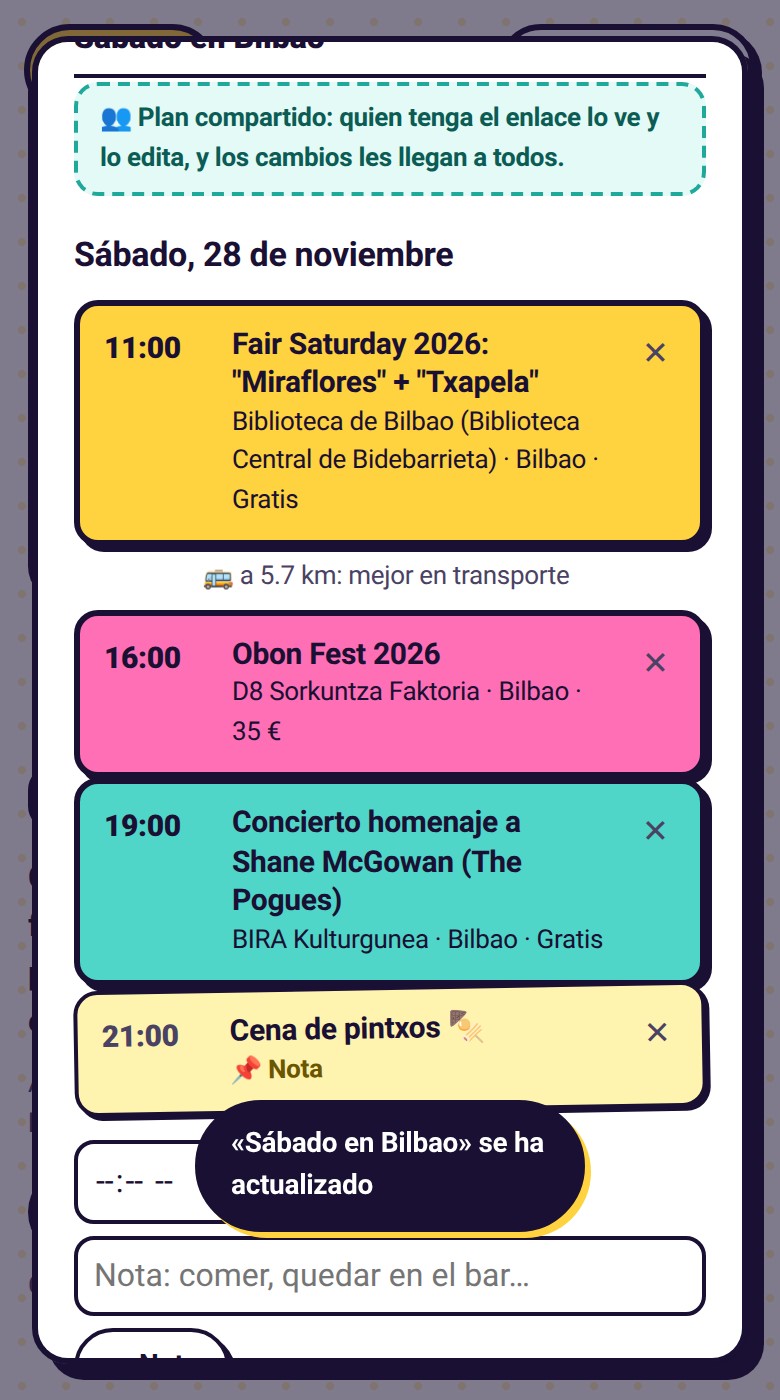 Sábado en Bilbao
👥 Plan compartido: quien tenga el enlace lo ve y
lo edita, y los cambios les llegan a todos.
Sábado, 28 de noviembre
11:00
Fair Saturday 2026:
"Miraflores" + "Txapela"
✕
Biblioteca de Bilbao (Biblioteca
Central de Bidebarrieta) · Bilbao ·
Gratis
🚌 a 5.7 km: mejor en transporte
16:00
Obon Fest 2026
✕
D8 Sorkuntza Faktoria · Bilbao ·
35 €
19:00
Concierto homenaje a
Shane McGowan (The
Pogues)
✕
BIRA Kulturgunea · Bilbao · Gratis
21:00
Cena de pintxos 🍢
✕
📌 Nota
«Sábado en Bilbao» se ha
actualizado
--:-- --
Nota: comer, quedar en el bar…